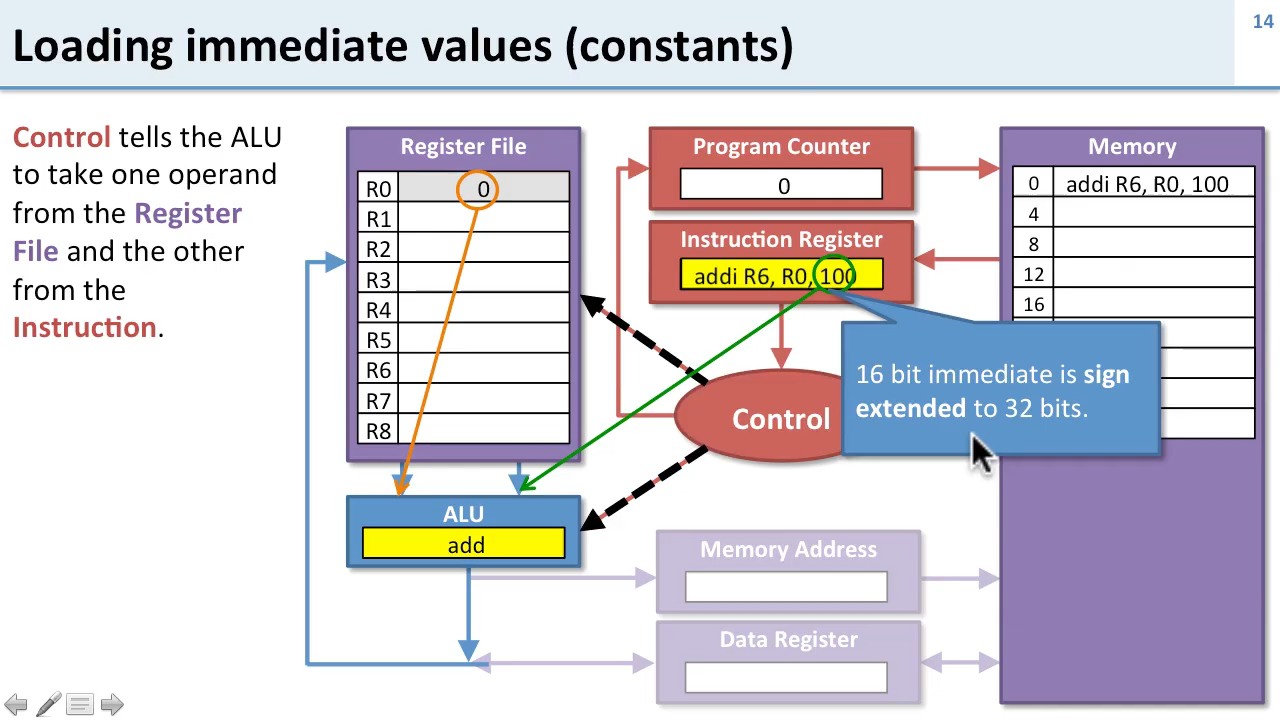 Loading immediate values (constants)
14
Control tells the ALU
to take one operand
from the Register
File and the other
from the
Instruction.
Register File
R0 0
R1
R2
R3
R4
R5
R6
R7
R8
ALU
add
Program Counter
0
Instruction Register
addi R6, R0, 100
Control
Memory
0 addi R6, R0, 100
4
8
12
16
16 bit immediate is sign
extended to 32 bits.
Memory Address
Data Register